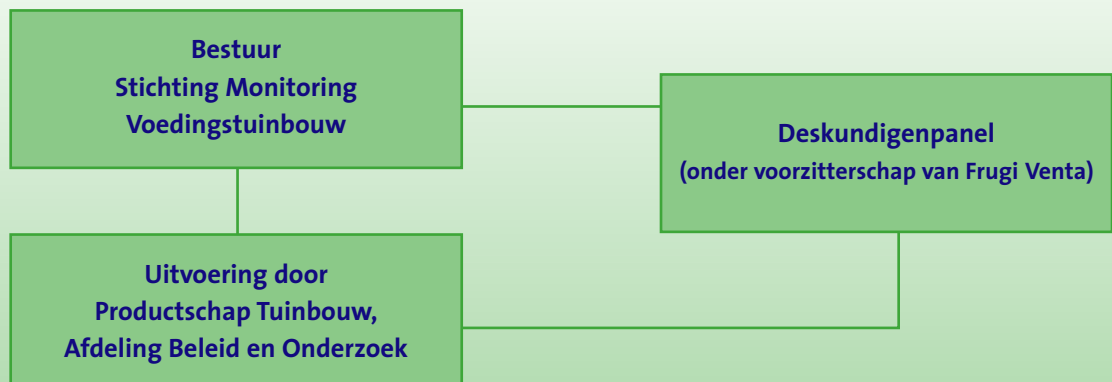 Bestuur
Stichting Monitoring
Voedingstuinbouw
Deskundigenpanel
(onder voorzitterschap van Frugi Venta)
Uitvoering door
Productschap Tuinbouw,
Afdeling Beleid en Onderzoek